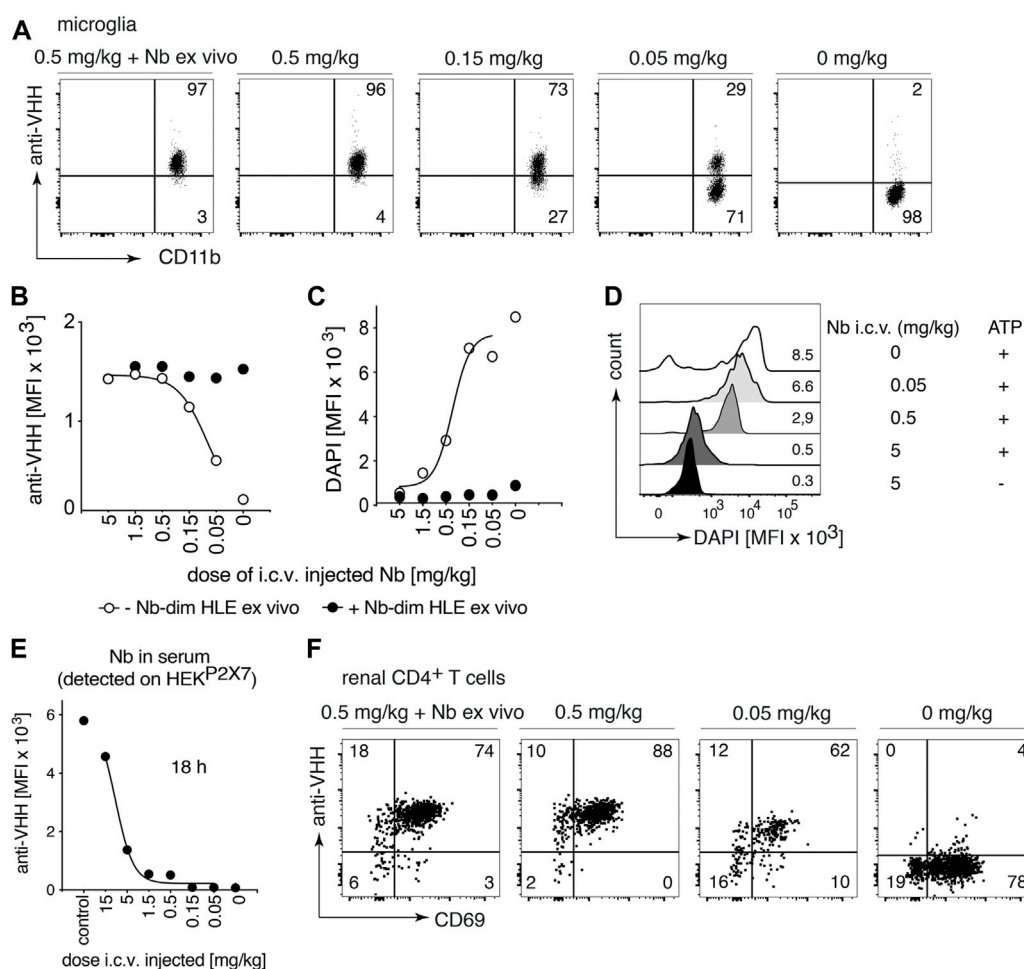 A
microglia
0.5 mg/kg + Nb ex vivo
0.5 mg/kg
0.15 mg/kg
0.05 mg/kg
0 mg/kg
97
96
73
29
2
3
4
27
71
98
anti-VHH
CD11b
B
anti-VHH [MFI x 10³]
2
1
0
5
1.5
0.5
0.15
0.05
0
C
DAPI [MFI x 10³]
8
6
4
2
0
5
1.5
0.5
0.15
0.05
0
dose of i.c.v. injected Nb [mg/kg]
- Nb-dim HLE ex vivo
+ Nb-dim HLE ex vivo
D
count
Nb i.c.v. (mg/kg) ATP
8.5 0 +
6.6 0.05 +
2,9 0.5 +
0.5 5 +
0.3 5 -
0 10³ 10⁴ 10⁵
DAPI [MFI x 10³]
E
Nb in serum
(detected on HEKP2X7)
18 h
anti-VHH [MFI x 10³]
6
4
2
0
control
15
5
1.5
0.5
0.15
0.05
0
dose i.c.v. injected [mg/kg]
F
renal CD4⁺ T cells
0.5 mg/kg + Nb ex vivo
0.5 mg/kg
0.05 mg/kg
0 mg/kg
18 74
10 88
12 62
0 4
6 3
2 0
16 10
19 78
anti-VHH
CD69